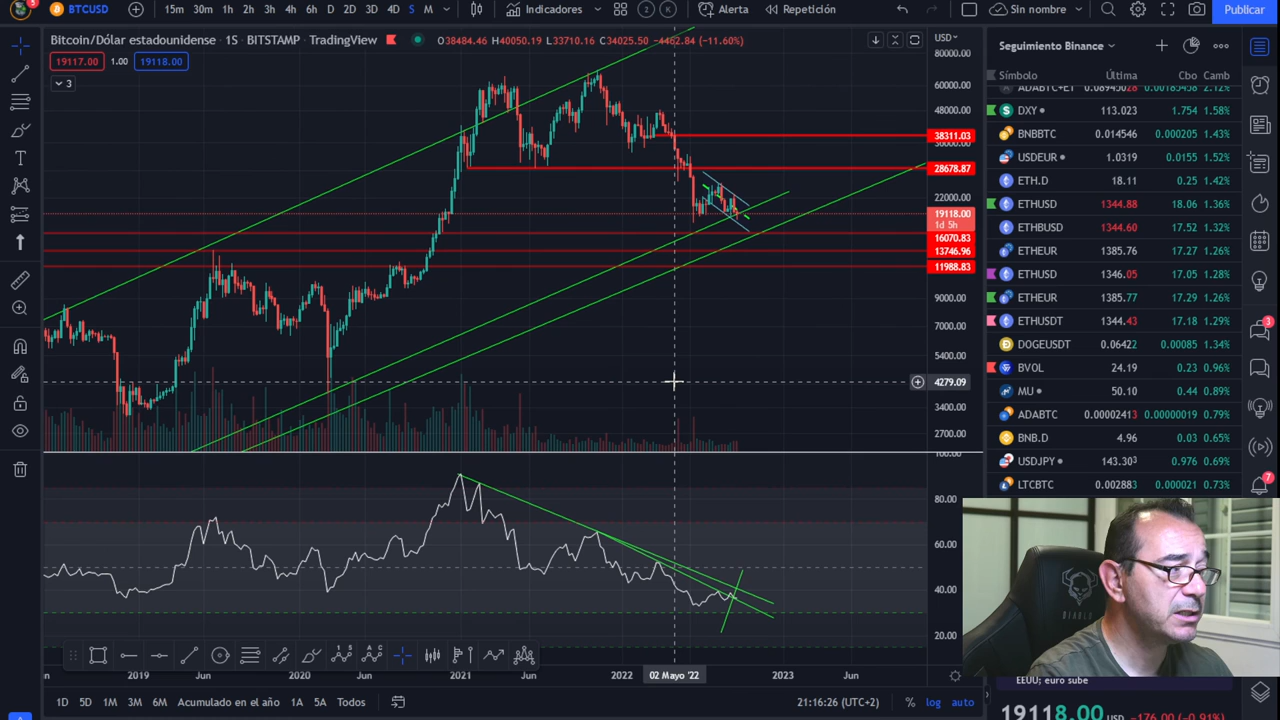 BTCUSD 15m 30m 1h 2h 3h 4h 6h D 2D 3D 4D S M Indicadores 2 K Alerta Repetición Sin nombre Publicar
Bitcoin/Dólar estadounidense · 1S · BITSTAMP · TradingView O38484.46 H40050.19 L33710.16 C34025.50 −4462.84 (−11.60%)
19117.00 1.00 19118.00
3
USD
80000.00
60000.00
48000.00
38311.03
28678.87
22000.00
19118.00
1d 5h
16070.83
13746.96
11988.83
9000.00
7000.00
5400.00
4279.09
3400.00
2700.00
100.00
80.00
60.00
40.00
20.00
2019 Jun 2020 Jun 2021 Jun 2022 02 Mayo '22 2023 Jun
1D 5D 1M 3M 6M Acumulado en el año 1A 5A Todos
21:16:26 (UTC+2) % log auto
Seguimiento Binance
Símbolo Última Cbo Camb
DXY 113.023 1.754 1.58%
BNBBTC 0.014546 0.000205 1.43%
USDEUR 1.0319 0.0155 1.52%
ETH.D 18.11 0.24 1.34%
ETHUSD 1344.88 18.06 1.36%
ETHBUSD 1344.60 17.52 1.32%
ETHEUR 1385.76 17.27 1.26%
ETHUSD 1346.05 17.05 1.28%
ETHEUR 1385.77 17.29 1.26%
ETHUSDT 1344.43 17.18 1.29%
DOGEUSDT 0.06422 0.00085 1.34%
BVOL 24.19 0.23 0.96%
MU 50.10 0.44 0.89%
ADABTC 0.00002413 0.00000019 0.79%
BNB.D 4.96 0.03 0.65%
USDJPY 143.303 0.976 0.69%
LTCBTC 0.002883 0.000021 0.73%
3
7
DIABLO
EEUU; euro sube
19118.00 USD −176.00 (−0.91%)